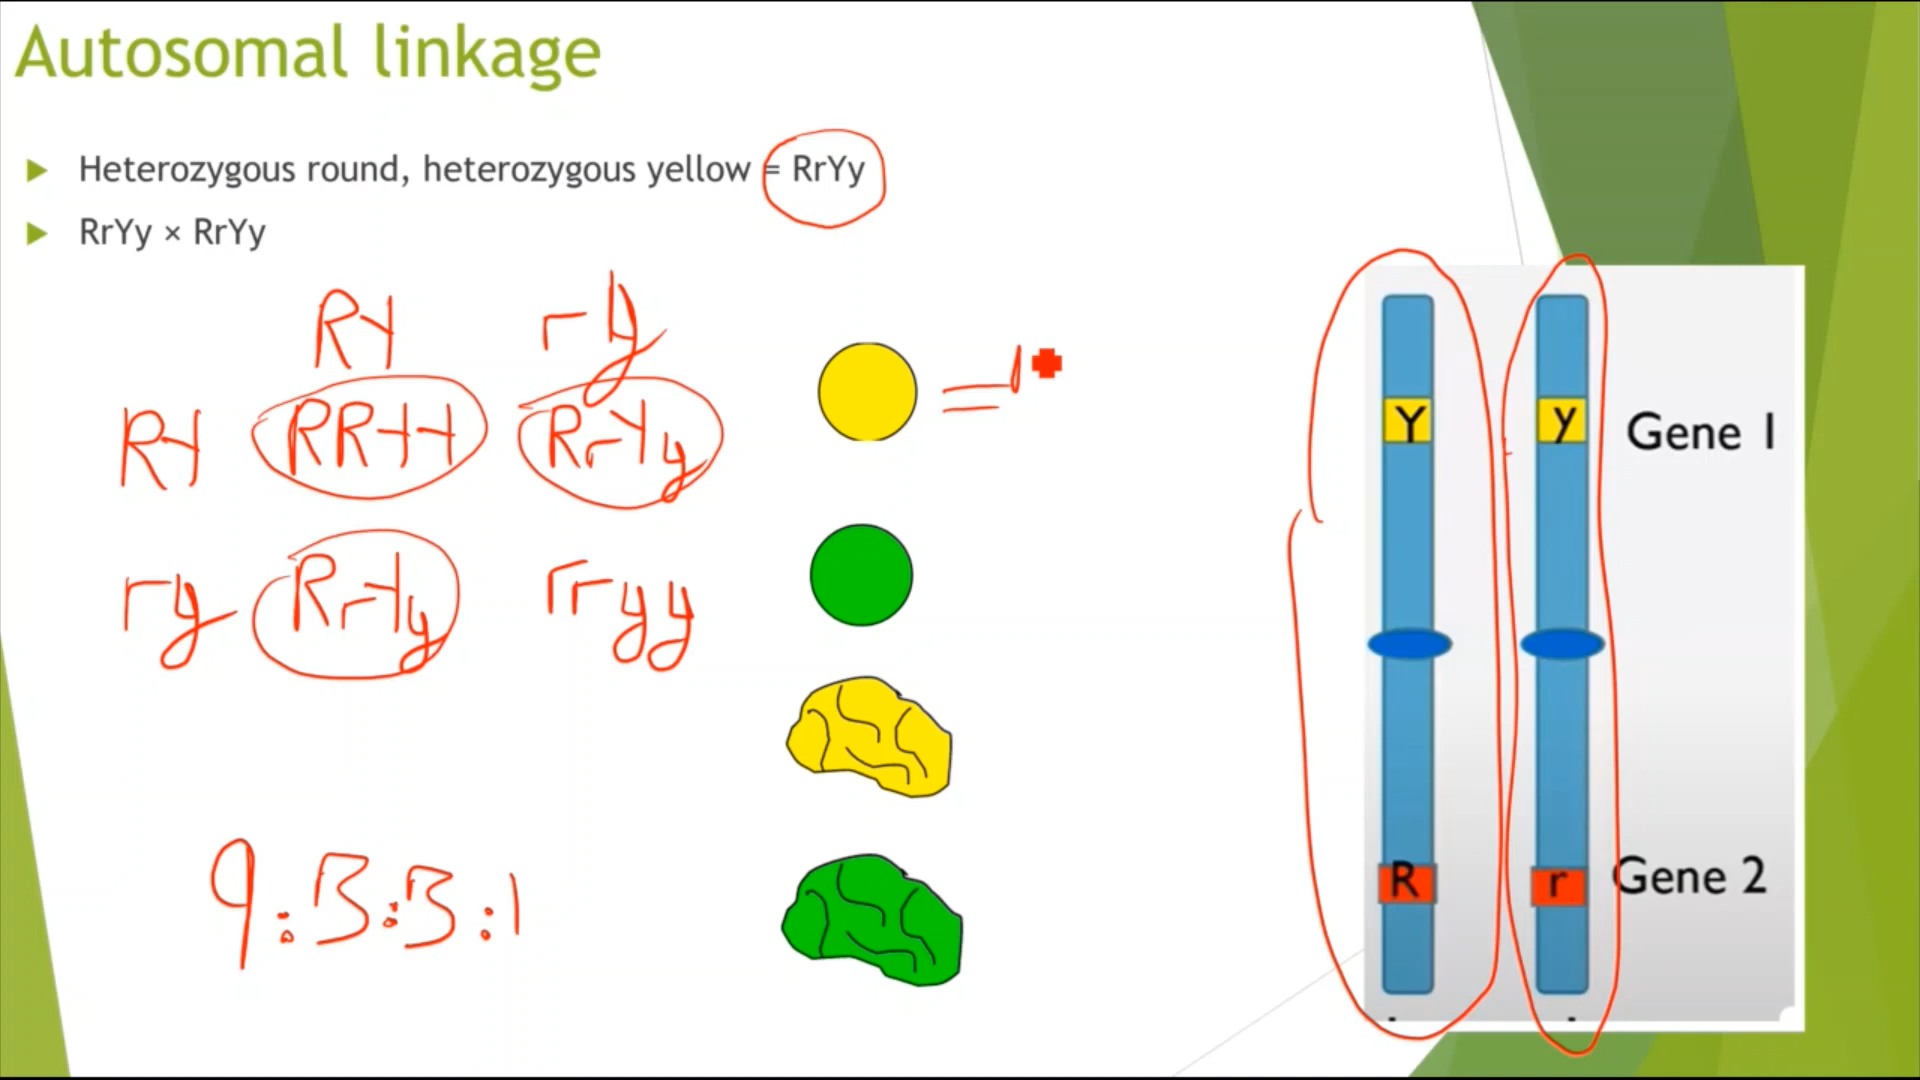 Autosomal linkage
Heterozygous round, heterozygous yellow = RrYy
RrYy × RrYy
RY ry
RY RRYY RrYy
ry RrYy rryy
9:3:3:1
=
Y y Gene 1
R r Gene 2